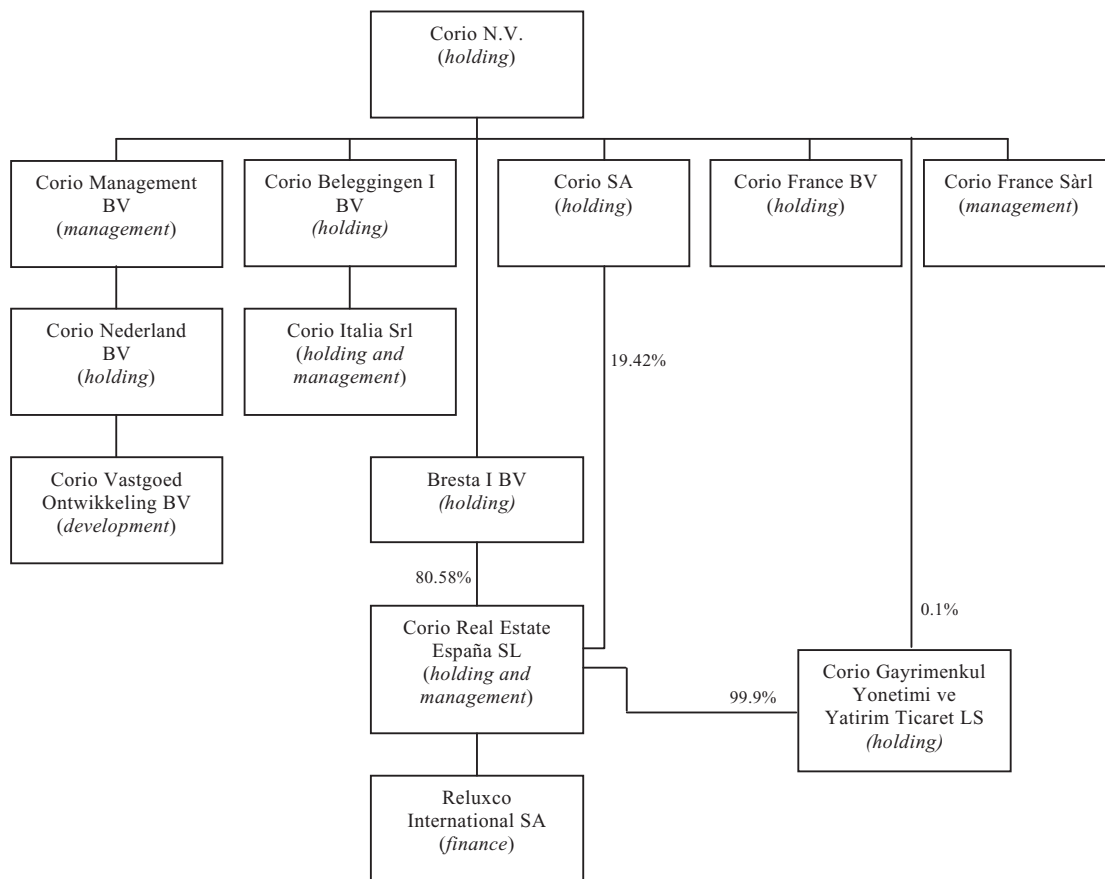 Corio N.V.
(holding)
Corio Management
BV
(management)
Corio Beleggingen I
BV
(holding)
Corio SA
(holding)
Corio France BV
(holding)
Corio France Sàrl
(management)
Corio Nederland
BV
(holding)
Corio Italia Srl
(holding and
management)
19.42%
Corio Vastgoed
Ontwikkeling BV
(development)
Bresta I BV
(holding)
80.58%
0.1%
Corio Real Estate
España SL
(holding and
management)
99.9%
Corio Gayrimenkul
Yonetimi ve
Yatirim Ticaret LS
(holding)
Reluxco
International SA
(finance)